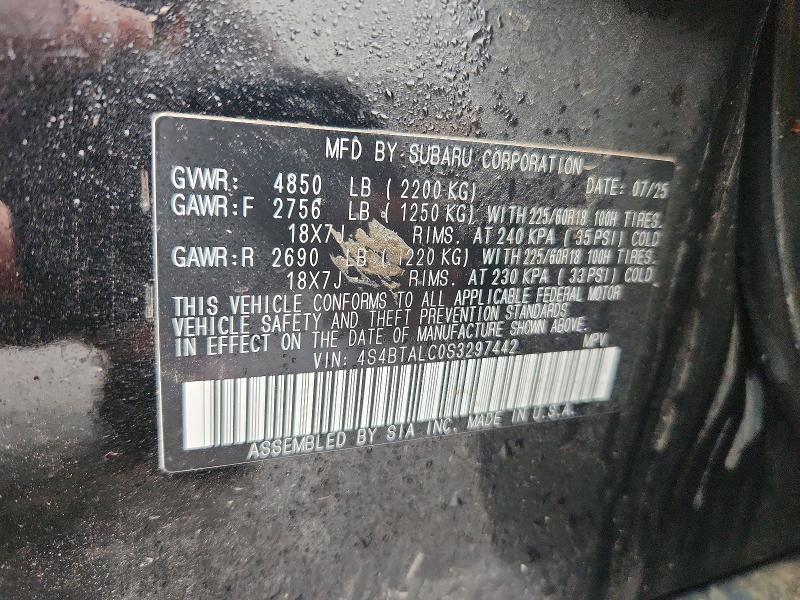 MFD BY: SUBARU CORPORATION
GVWR: 4850 LB (2200 KG) DATE: 07/25
GAWR:F 2756 LB (1250 KG) WITH 225/60R18 100H TIRES.
18X7J RIMS. AT 240 KPA (35 PSI) COLD
GAWR:R 2690 LB (1220 KG) WITH 225/60R18 100H TIRES.
18X7J RIMS. AT 230 KPA (33 PSI) COLD
THIS VEHICLE CONFORMS TO ALL APPLICABLE FEDERAL MOTOR
VEHICLE SAFETY AND THEFT PREVENTION STANDARDS
IN EFFECT ON THE DATE OF MANUFACTURE SHOWN ABOVE.
VIN: 4S4BTALC0S3297442 MPV
ASSEMBLED BY SIA INC. MADE IN U.S.A.